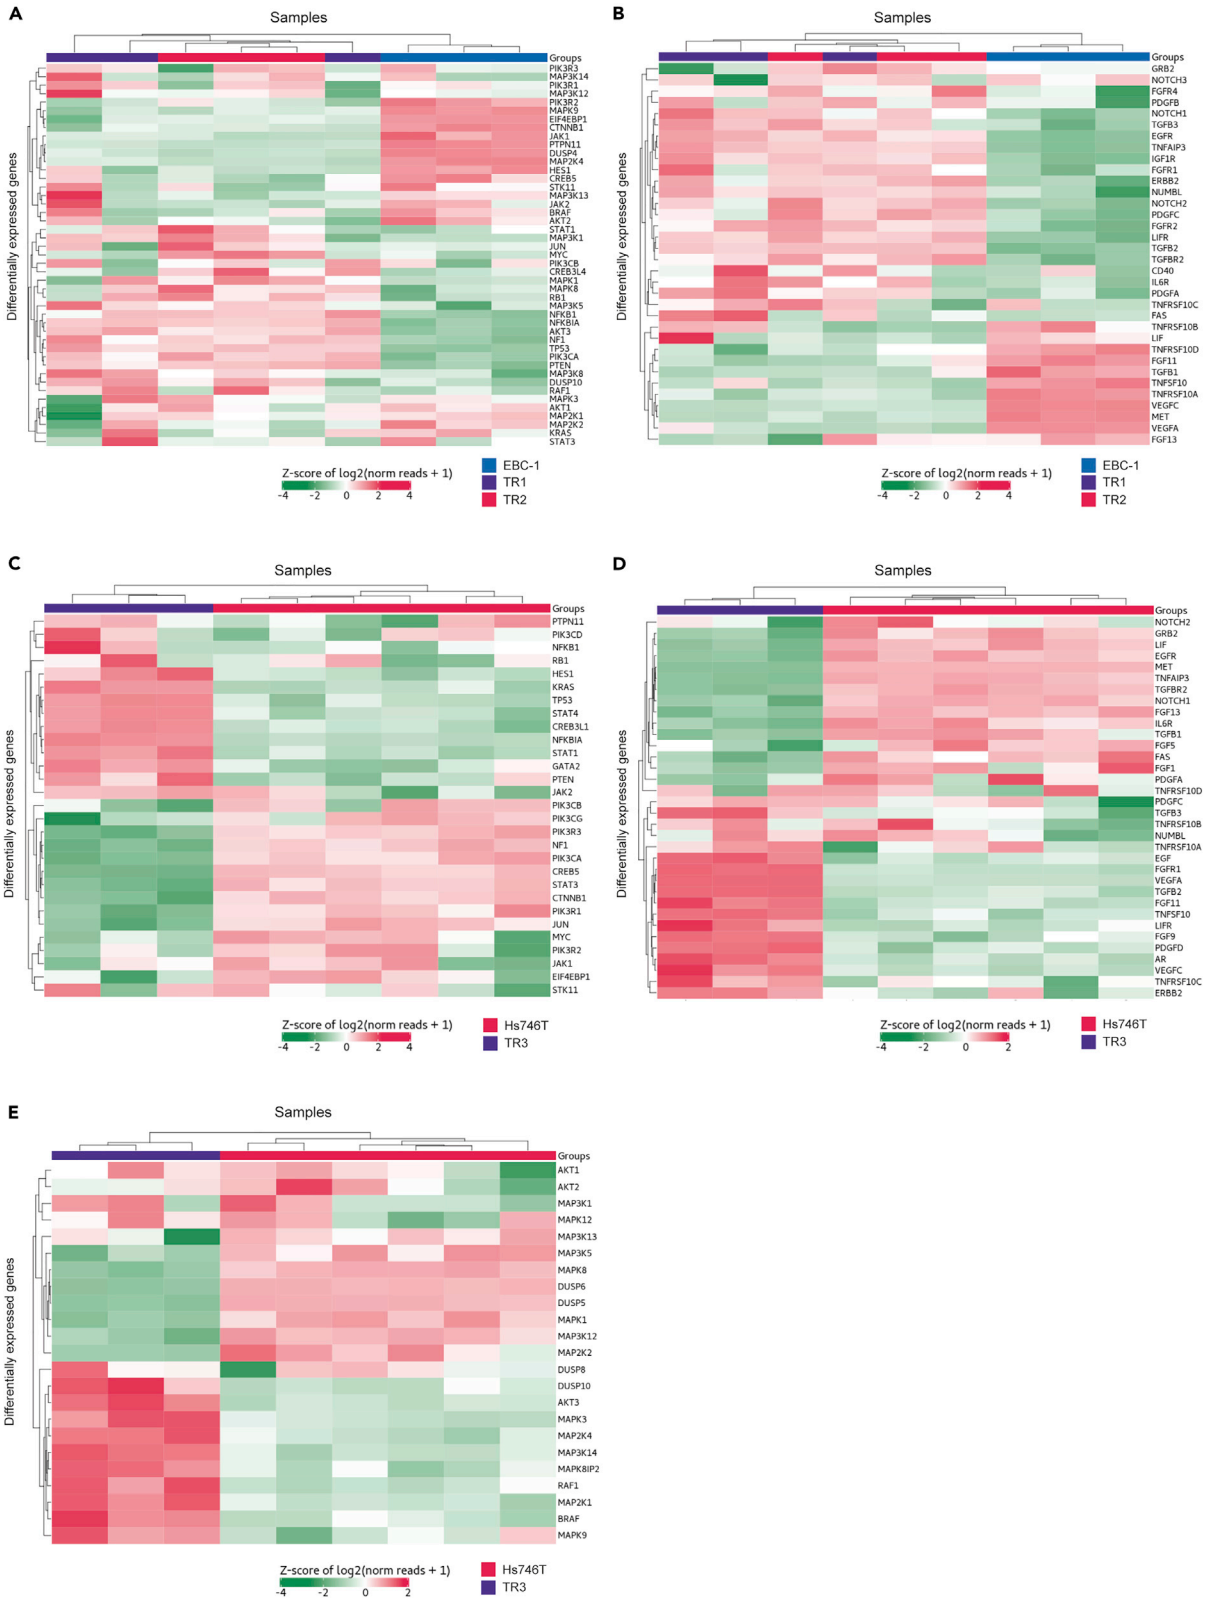 A
Samples
Groups
PIK3R3
MAP3K14
PIK3R1
MAP3K12
PIK3R2
MAPK9
EIF4EBP1
CTNNB1
JAK1
PTPN11
DUSP4
MAP2K4
HES1
CREB5
STK11
MAP3K13
JAK2
BRAF
AKT2
STAT1
MAP3K1
JUN
MYC
PIK3CB
CREB3L4
MAPK1
MAPK8
RB1
MAP3K5
NFKB1
NFKBIA
AKT3
NF1
TP53
PIK3CA
PTEN
MAP3K8
DUSP10
RAF1
MAPK3
AKT1
MAP2K1
MAP2K2
KRAS
STAT3
Differentially expressed genes
Z-score of log2(norm reads + 1)
-4 -2 0 2 4
EBC-1
TR1
TR2
B
Samples
Groups
GRB2
NOTCH3
FGFR4
PDGFB
NOTCH1
TGFB3
EGFR
TNFAIP3
IGF1R
FGFR1
ERBB2
NUMBL
NOTCH2
PDGFC
FGFR2
LIFR
TGFB2
TGFBR2
CD40
IL6R
PDGFA
TNFRSF10C
FAS
TNFRSF10B
LIF
TNFRSF10D
FGF11
TGFB1
TNFSF10
TNFRSF10A
VEGFC
MET
VEGFA
FGF13
Differentially expressed genes
Z-score of log2(norm reads + 1)
-4 -2 0 2 4
EBC-1
TR1
TR2
C
Samples
Groups
PTPN11
PIK3CD
NFKB1
RB1
HES1
KRAS
TP53
STAT4
CREB3L1
NFKBIA
STAT1
GATA2
PTEN
JAK2
PIK3CB
PIK3CG
PIK3R3
NF1
PIK3CA
CREB5
STAT3
CTNNB1
PIK3R1
JUN
MYC
PIK3R2
JAK1
EIF4EBP1
STK11
Differentially expressed genes
Z-score of log2(norm reads + 1)
-4 -2 0 2 4
Hs746T
TR3
D
Samples
Groups
NOTCH2
GRB2
LIF
EGFR
MET
TNFAIP3
TGFBR2
NOTCH1
FGF13
IL6R
TGFB1
FGF5
FAS
FGF1
PDGFA
TNFRSF10D
PDGFC
TGFB3
TNFRSF10B
NUMBL
TNFRSF10A
EGF
FGFR1
VEGFA
TGFB2
FGF11
TNFSF10
LIFR
FGF9
PDGFD
AR
VEGFC
TNFRSF10C
ERBB2
Differentially expressed genes
Z-score of log2(norm reads + 1)
-4 -2 0 2
Hs746T
TR3
E
Samples
Groups
AKT1
AKT2
MAP3K1
MAPK12
MAP3K13
MAP3K5
MAPK8
DUSP6
DUSP5
MAPK1
MAP3K12
MAP2K2
DUSP8
DUSP10
AKT3
MAPK3
MAP2K4
MAP3K14
MAPK8IP2
RAF1
MAP2K1
BRAF
MAPK9
Differentially expressed genes
Z-score of log2(norm reads + 1)
-4 -2 0 2
Hs746T
TR3